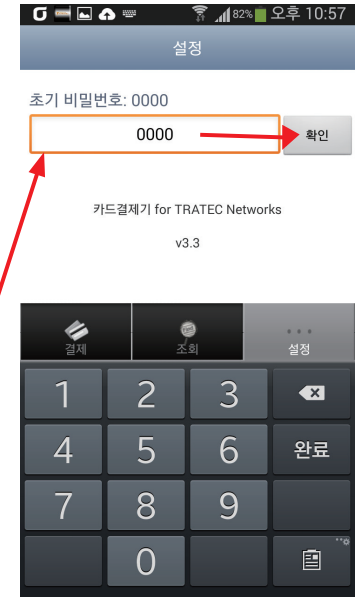 82% 오후 10:57
설정
초기 비밀번호: 0000
0000 확인
카드결제기 for TRATEC Networks
v3.3
결제 조회 설정
1 2 3
4 5 6 완료
7 8 9
0